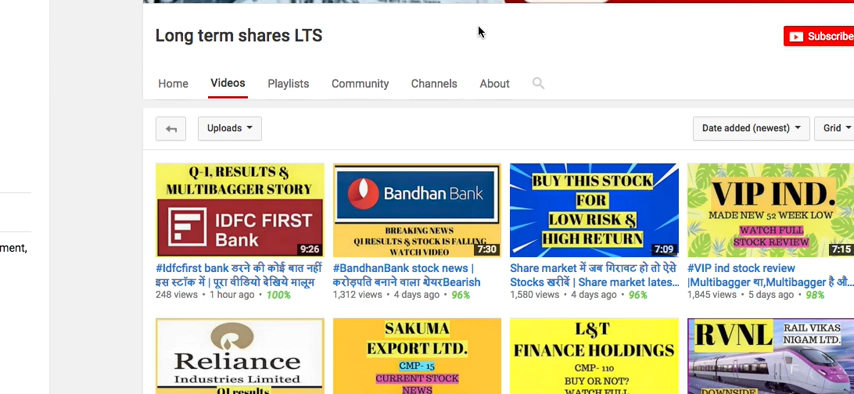 Long term shares LTS
Subscribe
Home Videos Playlists Community Channels About
Uploads
Date added (newest)
Grid
Q-1, RESULTS &
MULTIBAGGER STORY
IDFC FIRST
Bank
9:26
#Idfcfirst bank डरने की कोई बात नहीं
इस स्टॉक में | पूरा वीडियो देखिये मालूम
248 views • 1 hour ago • 100%
Bandhan Bank
BREAKING NEWS
Q1 RESULTS & STOCK IS FALLING
WATCH VIDEO
7:30
#BandhanBank stock news |
करोड़पति बनाने वाला शेयरBearish
1,312 views • 4 days ago • 96%
BUY THIS STOCK
FOR
LOW RISK &
HIGH RETURN
7:09
Share market में जब गिरावट हो तो ऐसे
Stocks खरीदें | Share market lates...
1,580 views • 4 days ago • 96%
VIP IND.
MADE NEW 52 WEEK LOW
WATCH FULL
STOCK REVIEW
7:15
#VIP ind stock review
|Multibagger या,Multibagger है औ...
1,845 views • 5 days ago • 98%
ment,
Reliance
Industries Limited
Q1 results
SAKUMA
EXPORT LTD.
CMP- 15
CURRENT STOCK
NEWS
L&T
FINANCE HOLDINGS
CMP- 110
BUY OR NOT?
WATCH FULL
RVNL
RAIL VIKAS
NIGAM LTD.
DOWNSIDE